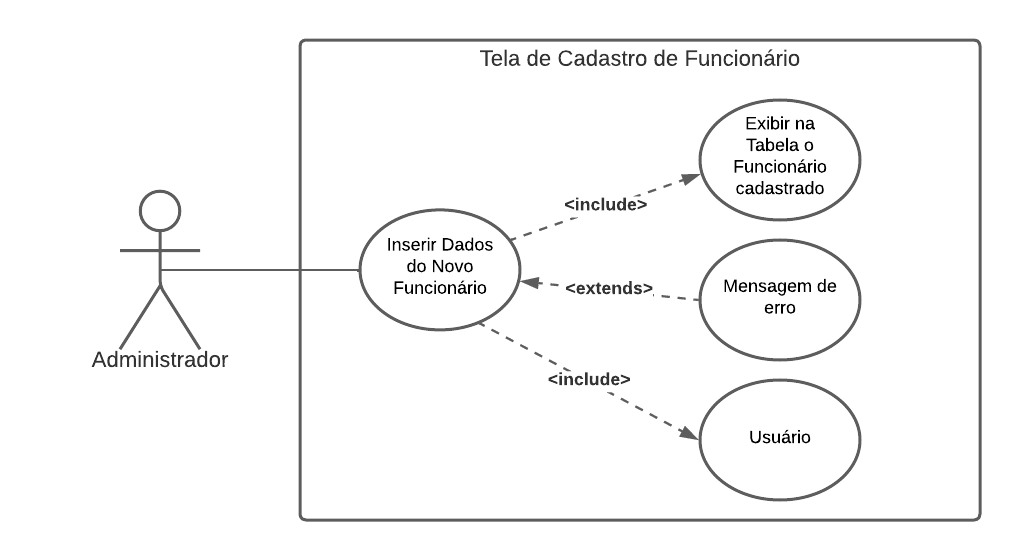 Tela de Cadastro de Funcionário
Exibir na
Tabela o
Funcionário
cadastrado
<include>
Inserir Dados
do Novo
Funcionário
<extends>
Mensagem de
erro
Administrador
<include>
Usuário